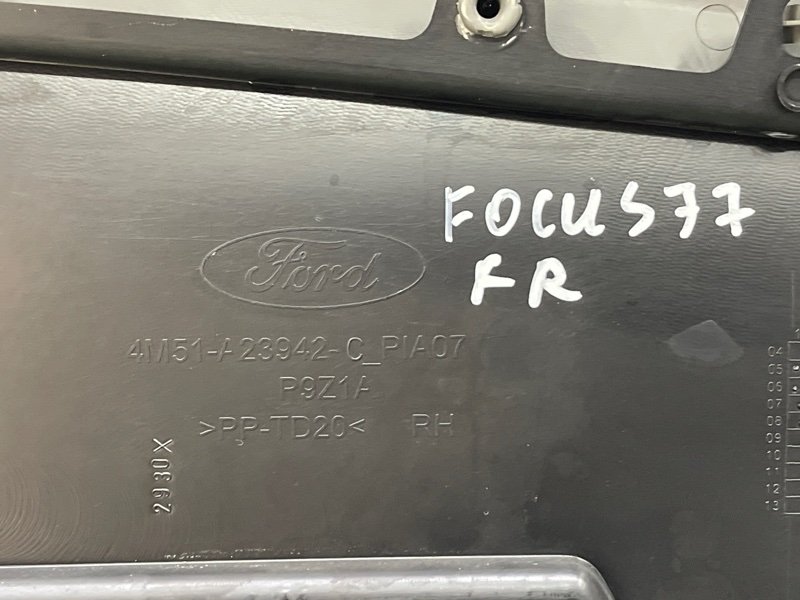 FOCUS77
FR
Ford
4M51-A23942-C_PIA07
P9Z1A
>PP-TD20< RH
2930X
04
05
06
07
08
09
10
11
12
13